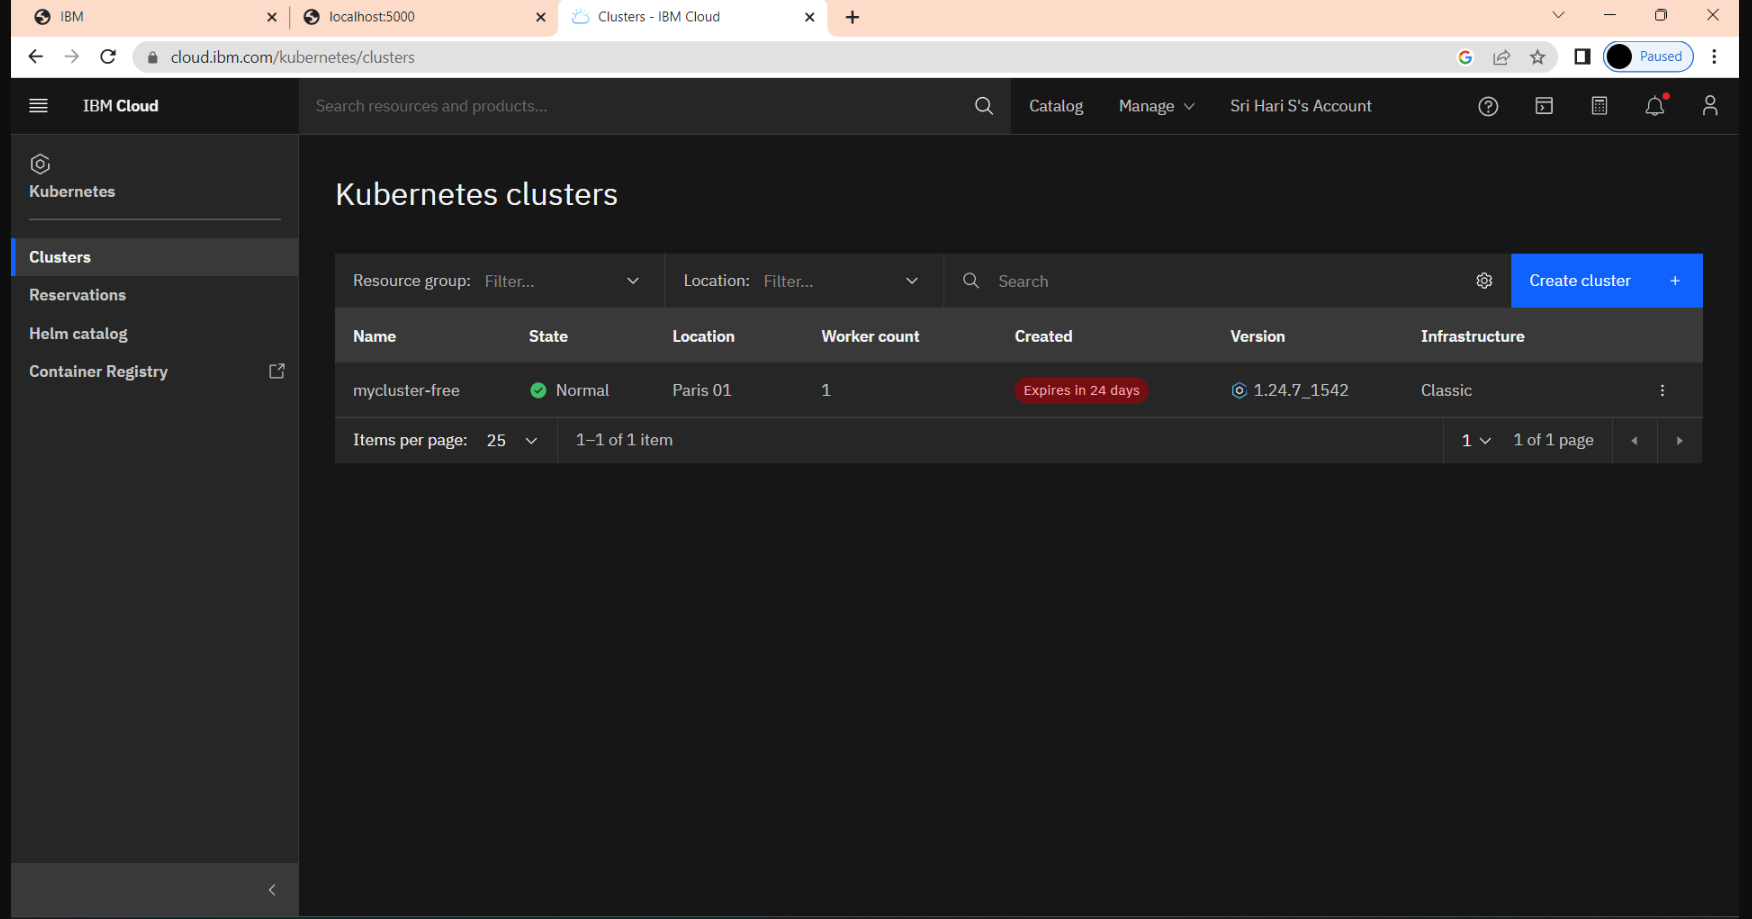 IBM
localhost:5000
Clusters - IBM Cloud
cloud.ibm.com/kubernetes/clusters
Paused
IBM Cloud
Search resources and products...
Catalog
Manage
Sri Hari S's Account
Kubernetes
Clusters
Reservations
Helm catalog
Container Registry
Kubernetes clusters
Resource group: Filter...
Location: Filter...
Search
Create cluster +
Name State Location Worker count Created Version Infrastructure
mycluster-free Normal Paris 01 1 Expires in 24 days 1.24.7_1542 Classic
Items per page: 25 1–1 of 1 item 1 1 of 1 page